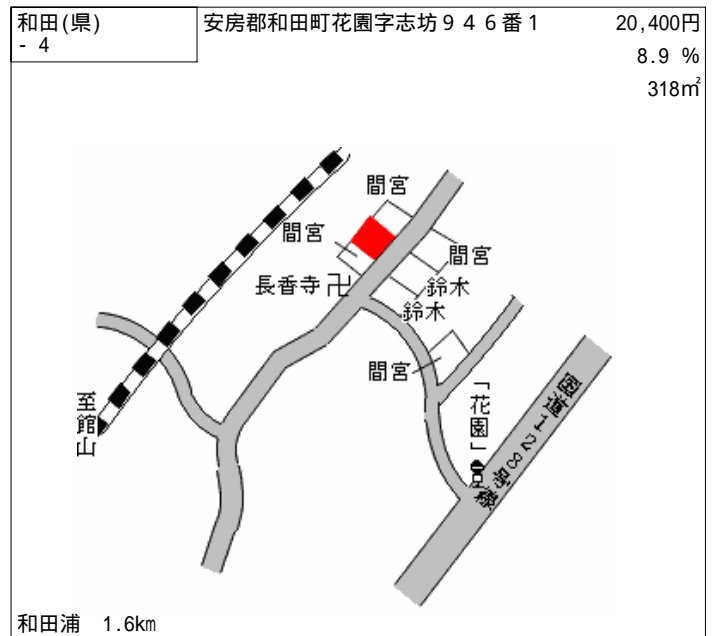 和田(県)
- 4
安房郡和田町花園字志坊９４６番１
20,400円
8.9 %
318㎡
間宮
間宮
間宮
長香寺卍
鈴木
鈴木
間宮
「花園」
至館山
国道１２８号線
和田浦 1.6km